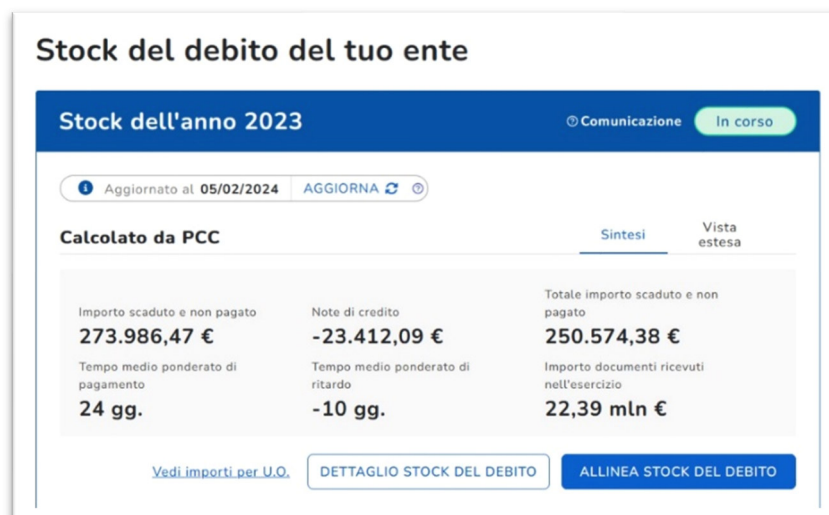 Stock del debito del tuo ente
Stock dell'anno 2023
Comunicazione
In corso
Aggiornato al 05/02/2024
AGGIORNA
Calcolato da PCC
Sintesi
Vista
estesa
Importo scaduto e non pagato
273.986,47 €
Note di credito
-23.412,09 €
Totale importo scaduto e non
pagato
250.574,38 €
Tempo medio ponderato di
pagamento
24 gg.
Tempo medio ponderato di
ritardo
-10 gg.
Importo documenti ricevuti
nell'esercizio
22,39 mln €
Vedi importi per U.O.
DETTAGLIO STOCK DEL DEBITO
ALLINEA STOCK DEL DEBITO